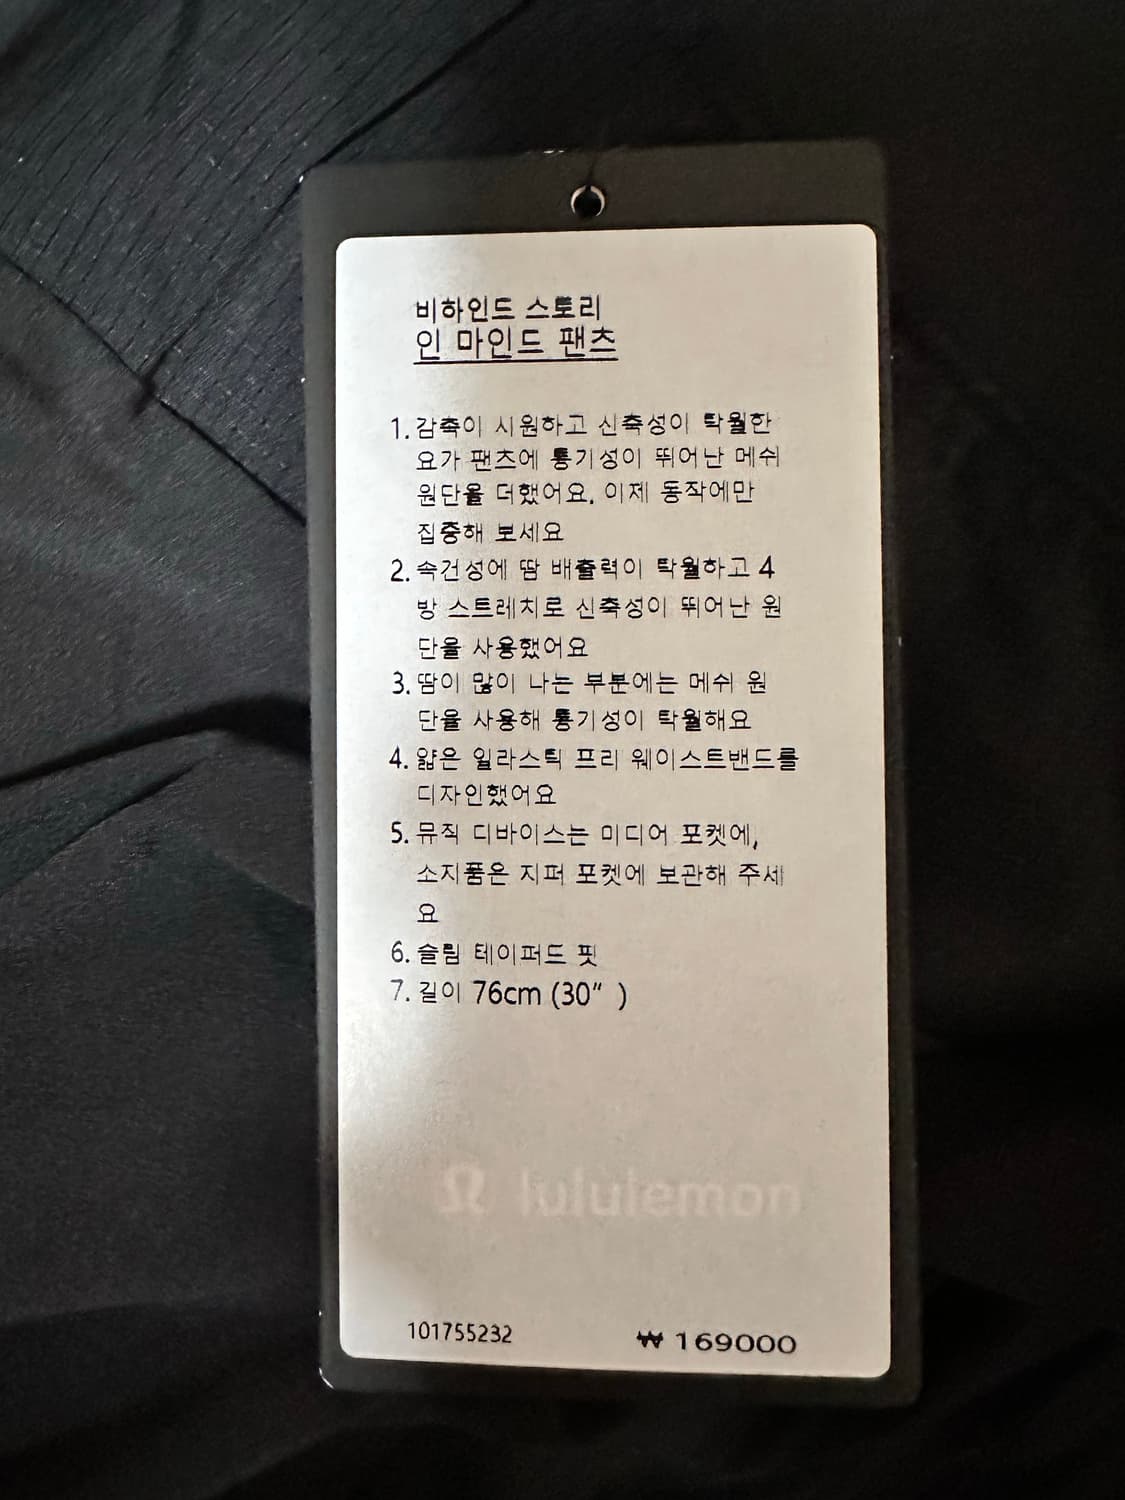 비하인드 스토리
인 마인드 팬츠
1. 감촉이 시원하고 신축성이 탁월한
요가 팬츠에 통기성이 뛰어난 메쉬
원단을 더했어요. 이제 동작에만
집중해 보세요
2. 속건성에 땀 배출력이 탁월하고 4
방 스트레치로 신축성이 뛰어난 원
단을 사용했어요
3. 땀이 많이 나는 부분에는 메쉬 원
단을 사용해 통기성이 탁월해요
4. 얇은 일라스틱 프리 웨이스트밴드를
디자인했어요
5. 뮤직 디바이스는 미디어 포켓에,
소지품은 지퍼 포켓에 보관해 주세
요
6. 슬림 테이퍼드 핏
7. 길이 76cm (30" )
lululemon
101755232 ₩ 169000